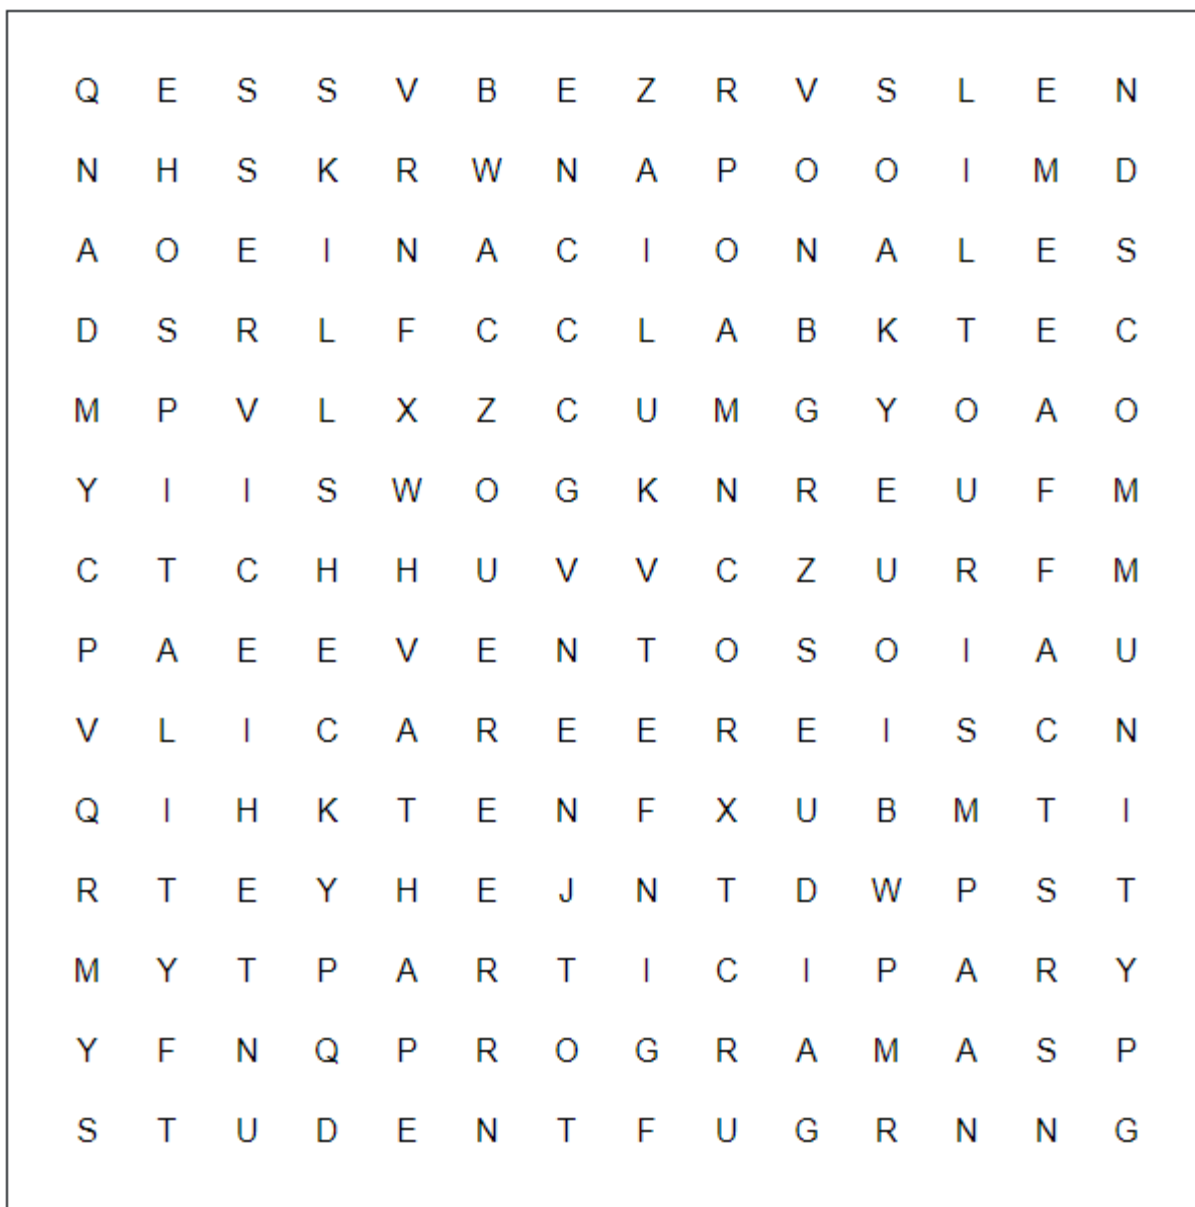 Q E S S V B E Z R V S L E N
N H S K R W N A P O O I M D
A O E I N A C I O N A L E S
D S R L F C C L A B K T E C
M P V L X Z C U M G Y O A O
Y I I S W O G K N R E U F M
C T C H H U V V C Z U R F M
P A E E V E N T O S O I A U
V L I C A R E E R E I S C N
Q I H K T E N F X U B M T I
R T E Y H E J N T D W P S T
M Y T P A R T I C I P A R Y
Y F N Q P R O G R A M A S P
S T U D E N T F U G R N N G